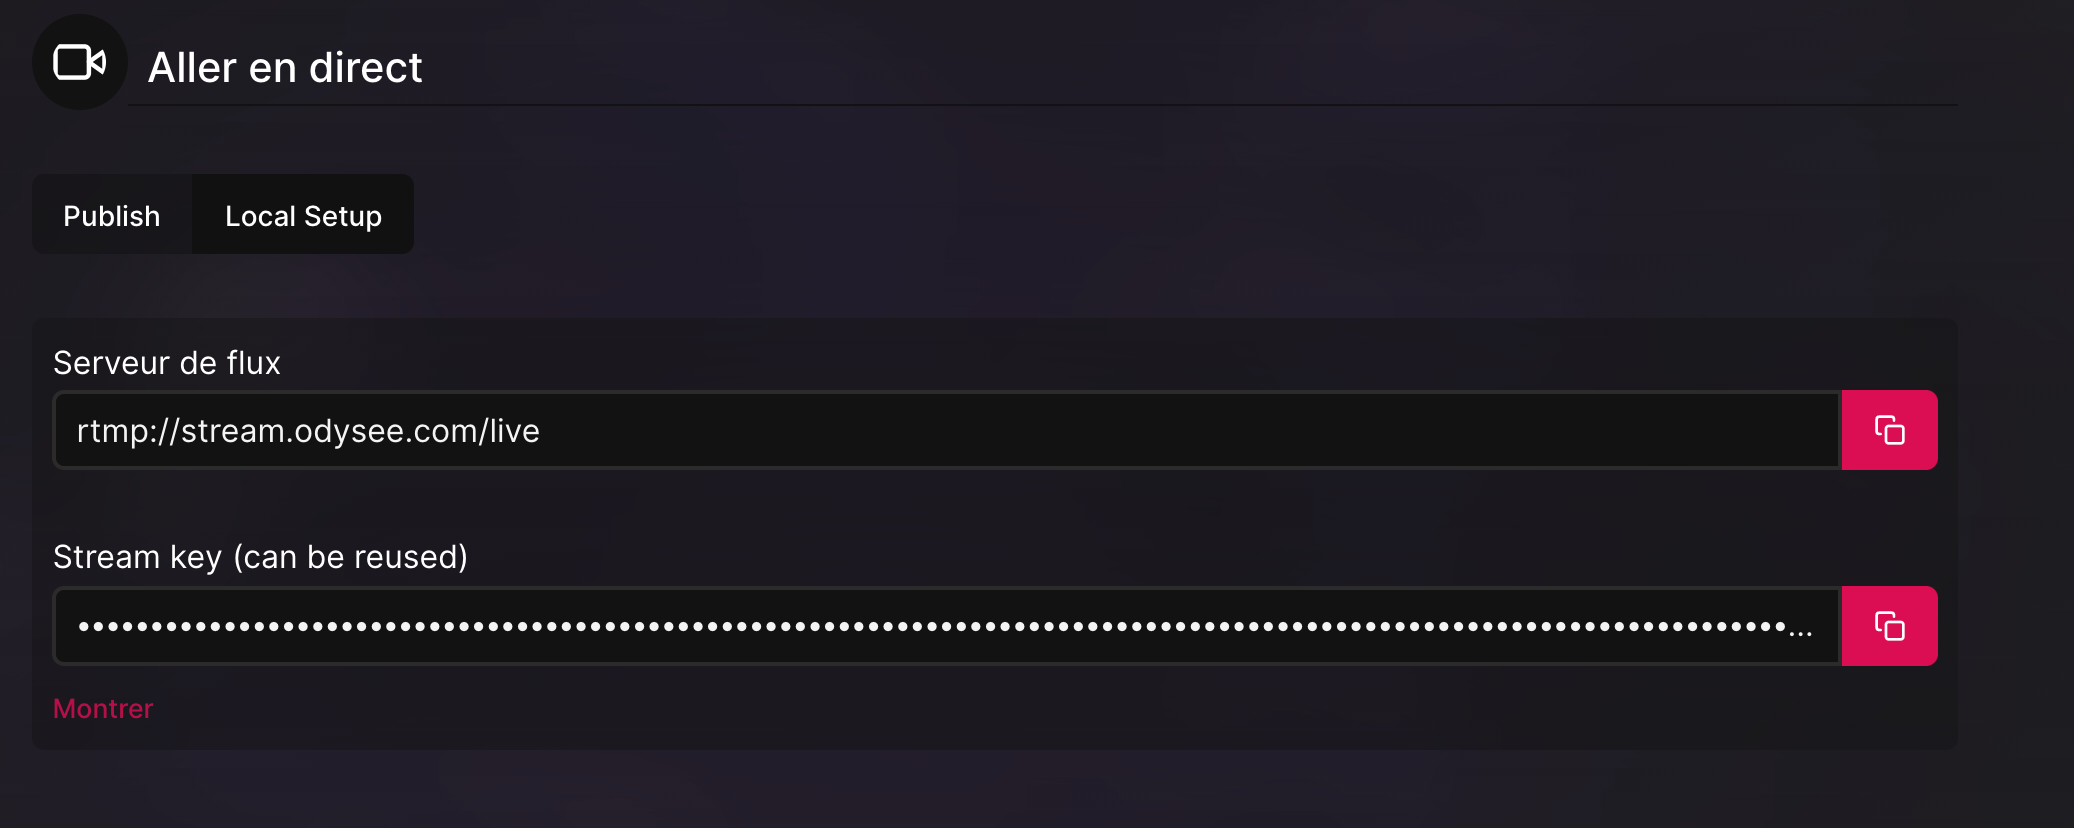 Aller en direct
Publish
Local Setup
Serveur de flux
rtmp://stream.odysee.com/live
Stream key (can be reused)
Montrer